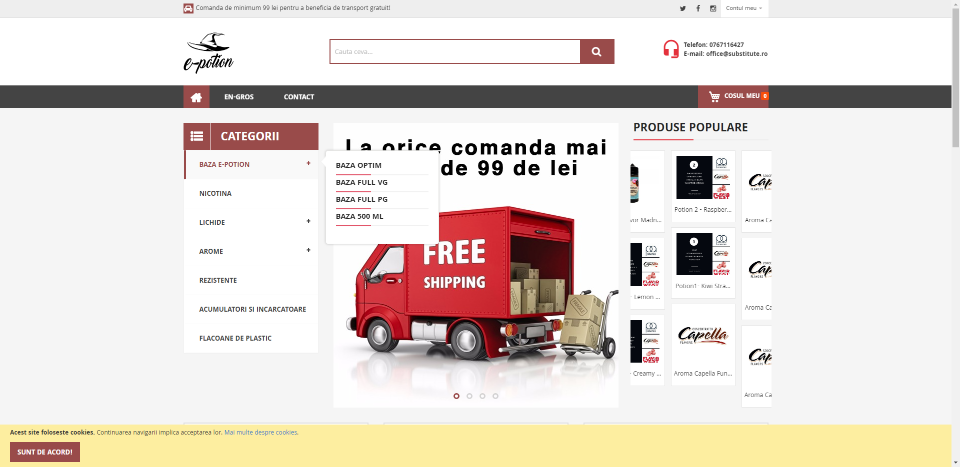 Comanda de minimum 99 lei pentru a beneficia de transport gratuit!
Contul meu
e-potion
Cauta ceva...
Telefon: 0767116427
E-mail: office@substitute.ro
EN-GROS
CONTACT
COSUL MEU 0
CATEGORII
BAZA E-POTION +
NICOTINA
LICHIDE +
AROME +
REZISTENTE
ACUMULATORI SI INCARCATOARE
FLACOANE DE PLASTIC
BAZA OPTIM
BAZA FULL VG
BAZA FULL PG
BAZA 500 ML
La orice comanda mai
de 99 de lei
FREE
SHIPPING
PRODUSE POPULARE
Potion 2 - Raspber...
Potion1- Kiwi Stra...
Lemon ...
Creamy ...
Capella
FLAVORS
Aroma Capella Fun...
Aroma Ca
Aroma Ca
Aroma Ca
Acest site foloseste cookies. Continuarea navigarii implica acceptarea lor. Mai multe despre cookies.
SUNT DE ACORD!